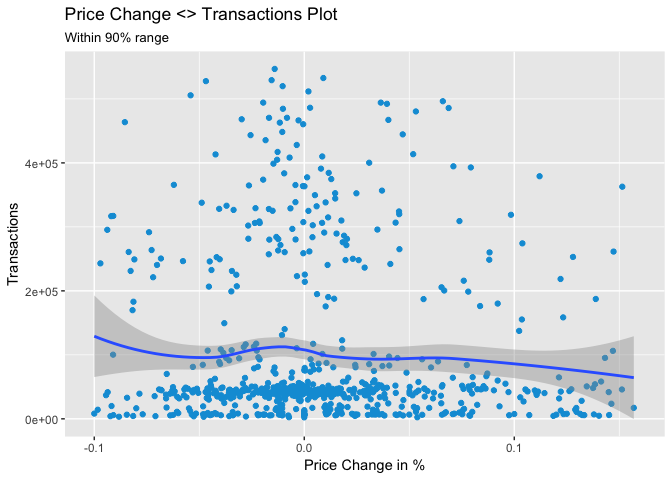 Price Change <> Transactions Plot
Within 90% range
Transactions
4e+05
2e+05
0e+00
-0.1
0.0
0.1
Price Change in %